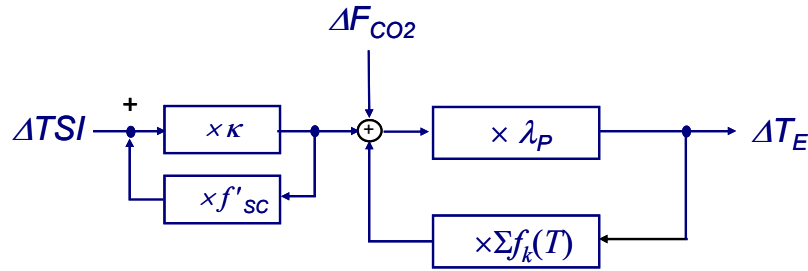 ΔF_CO2
+
ΔTSI
×κ
+
× λ_P
ΔT_E
×f'_SC
×Σf_k(T)